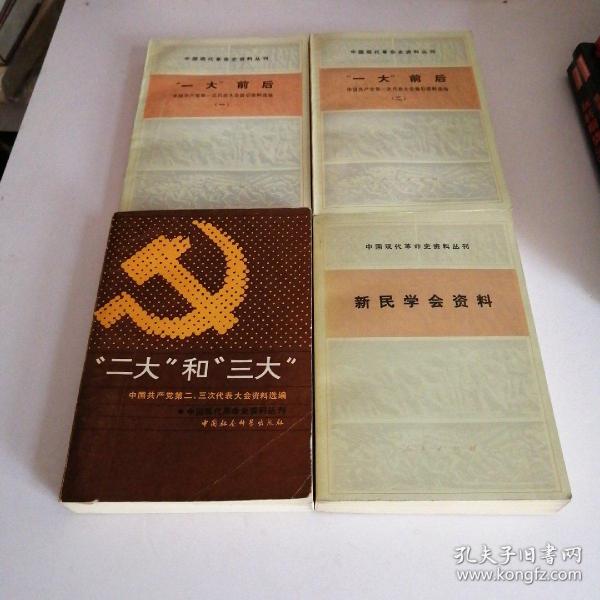 中国现代革命史资料丛刊
“一大”前后
中国共产党第一次代表大会前后资料选编
（一）
中国现代革命史资料丛刊
“一大”前后
中国共产党第一次代表大会前后资料选编
（二）
“二大”和“三大”
中国共产党第二、三次代表大会资料选编
中国现代革命史资料丛刊
中国社会科学出版社
中国现代革命史资料丛刊
新民学会资料
人民出版社
孔夫子旧书网
www.kongfz.com